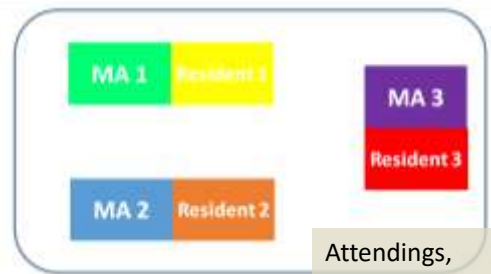 MA 1 Resident 1
MA 3
Resident 3
MA 2 Resident 2
Attendings,